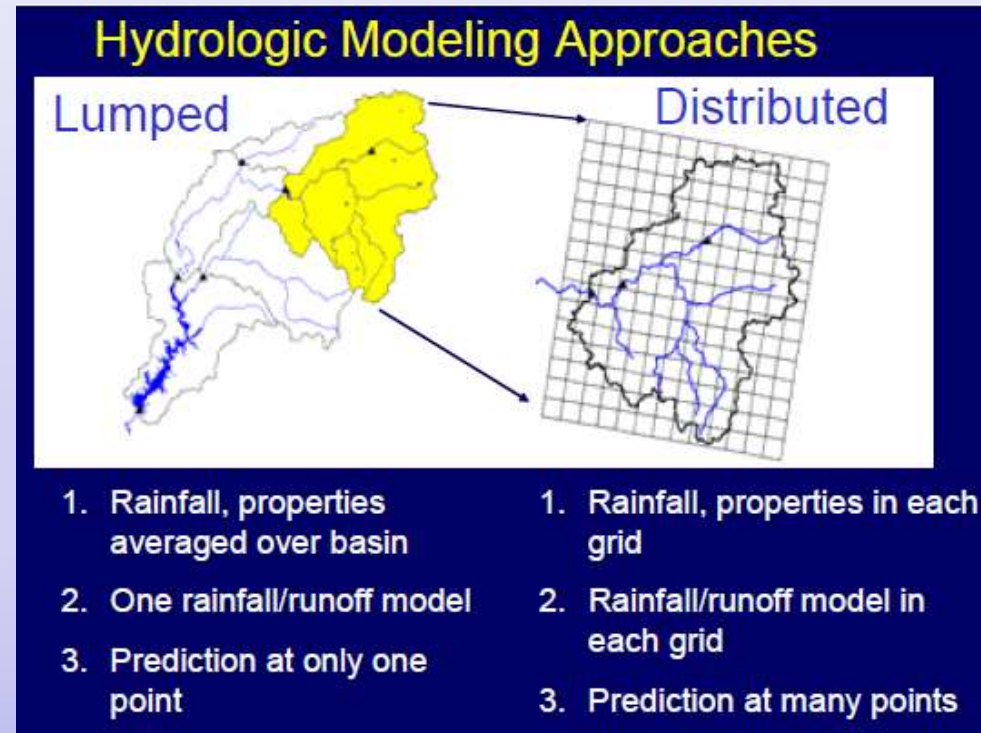 Hydrologic Modeling Approaches
Lumped
Distributed
1. Rainfall, properties
averaged over basin
2. One rainfall/runoff model
3. Prediction at only one
point
1. Rainfall, properties in each
grid
2. Rainfall/runoff model in
each grid
3. Prediction at many points